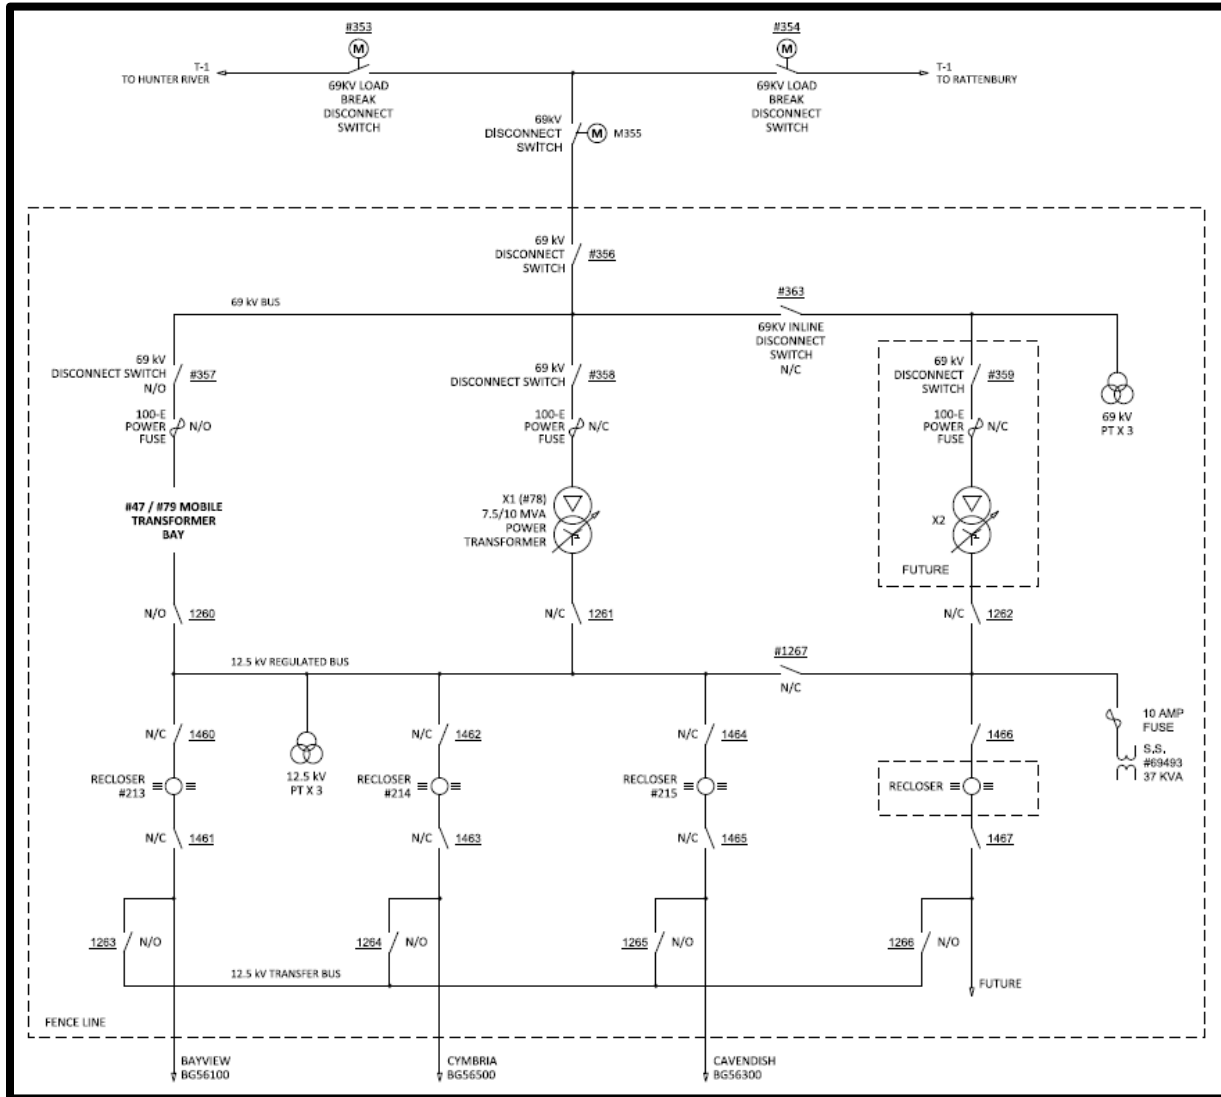 #353
M
T-1
TO HUNTER RIVER
69KV LOAD
BREAK
DISCONNECT
SWITCH
#354
M
T-1
TO RATTENBURY
69KV LOAD
BREAK
DISCONNECT
SWITCH
69kV
DISCONNECT
SWITCH
M
M355
69 kV
DISCONNECT
SWITCH
#356
69 kV BUS
#363
69KV INLINE
DISCONNECT
SWITCH
N/C
69 kV
DISCONNECT SWITCH
N/O
#357
69 kV
DISCONNECT SWITCH
#358
69 kV
DISCONNECT
SWITCH
#359
69 kV
PT X 3
100-E
POWER
FUSE
N/O
100-E
POWER
FUSE
N/C
100-E
POWER
FUSE
N/C
#47 / #79 MOBILE
TRANSFORMER
BAY
X1 (#78)
7.5/10 MVA
POWER
TRANSFORMER
X2
FUTURE
N/O
1260
N/C
1261
N/C
1262
12.5 kV REGULATED BUS
#1267
N/C
N/C
1460
12.5 kV
PT X 3
N/C
1462
N/C
1464
1466
10 AMP
FUSE
S.S.
#69493
37 KVA
RECLOSER
#213
RECLOSER
#214
RECLOSER
#215
RECLOSER
N/C
1461
N/C
1463
N/C
1465
1467
1263
N/O
1264
N/O
1265
N/O
1266
N/O
12.5 kV TRANSFER BUS
FUTURE
FENCE LINE
BAYVIEW
BG56100
CYMBRIA
BG56500
CAVENDISH
BG56300